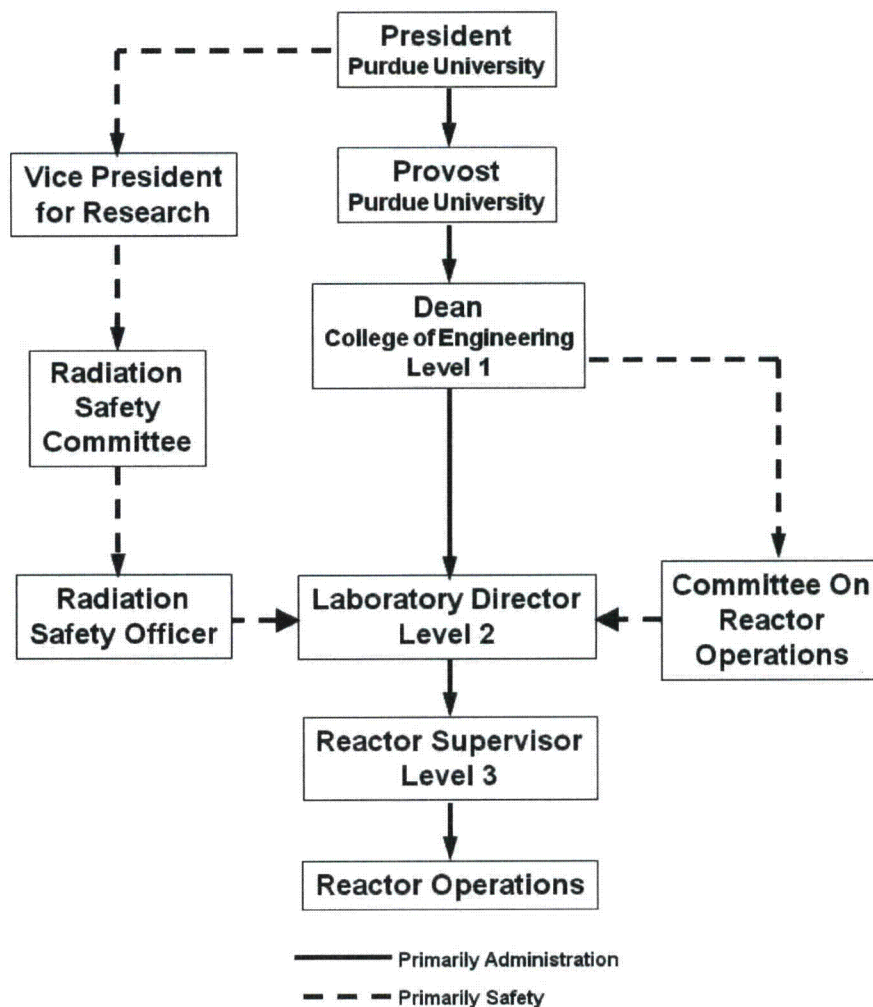 President
Purdue University
Vice President
for Research
Provost
Purdue University
Dean
College of Engineering
Level 1
Radiation
Safety
Committee
Radiation
Safety Officer
Laboratory Director
Level 2
Committee On
Reactor
Operations
Reactor Supervisor
Level 3
Reactor Operations
Primarily Administration
Primarily Safety